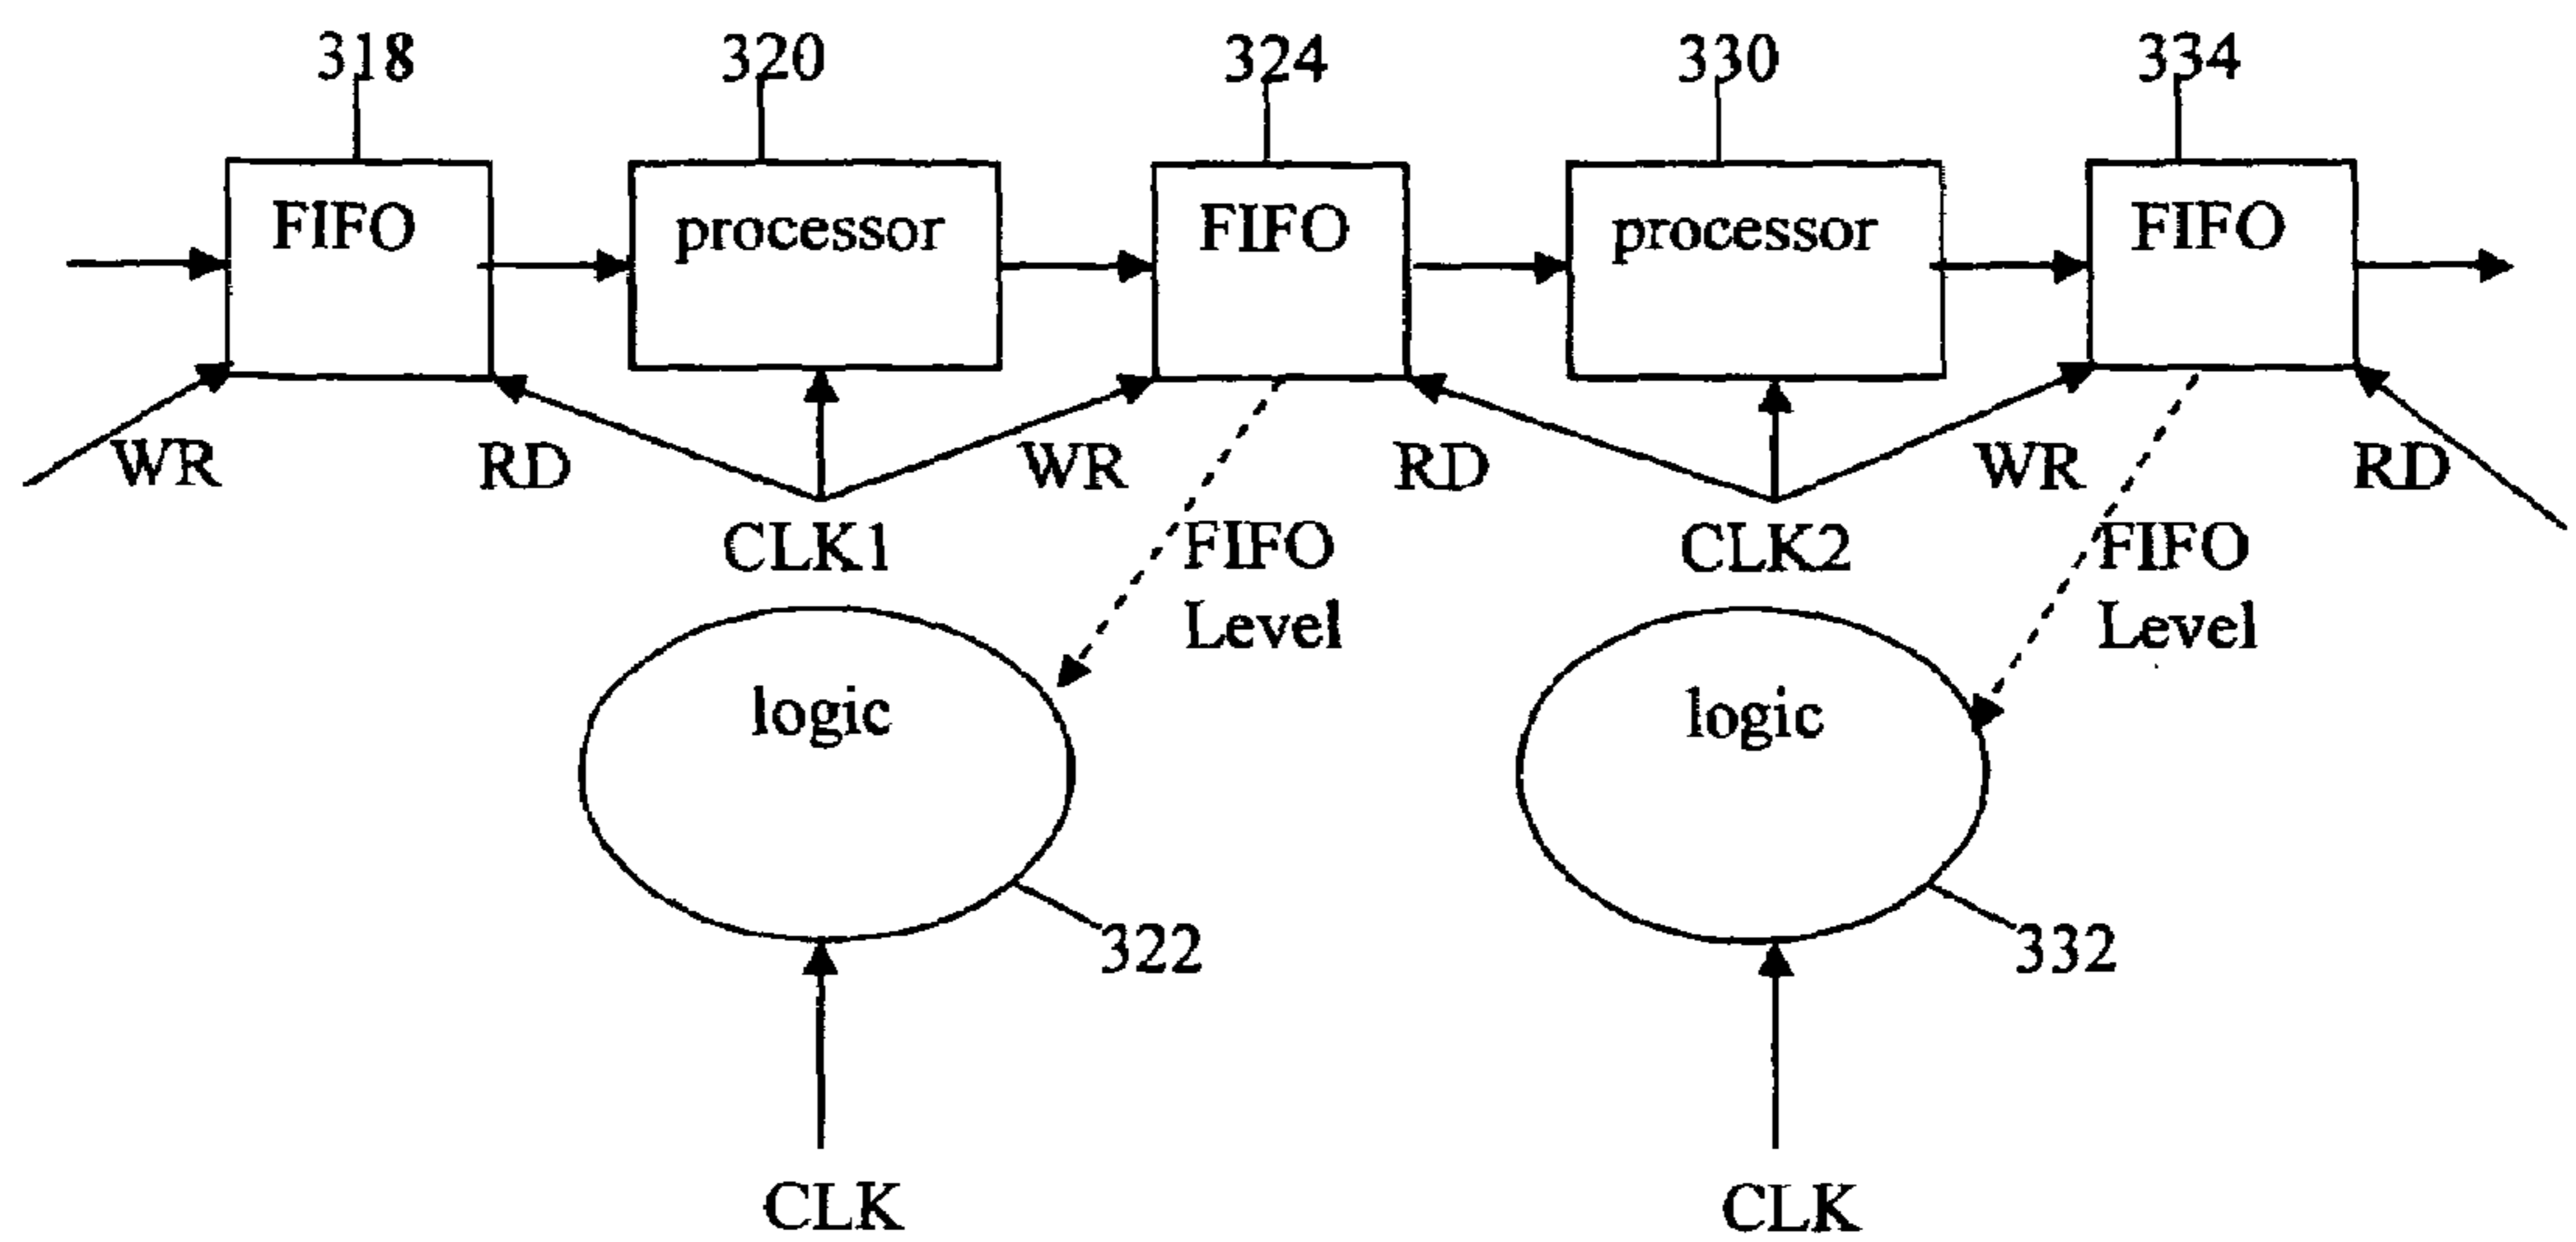 318 320 324 330 334
FIFO processor FIFO processor FIFO
WR RD WR RD WR RD
CLK1 FIFO CLK2 FIFO
Level Level
logic logic
322 332
CLK CLK